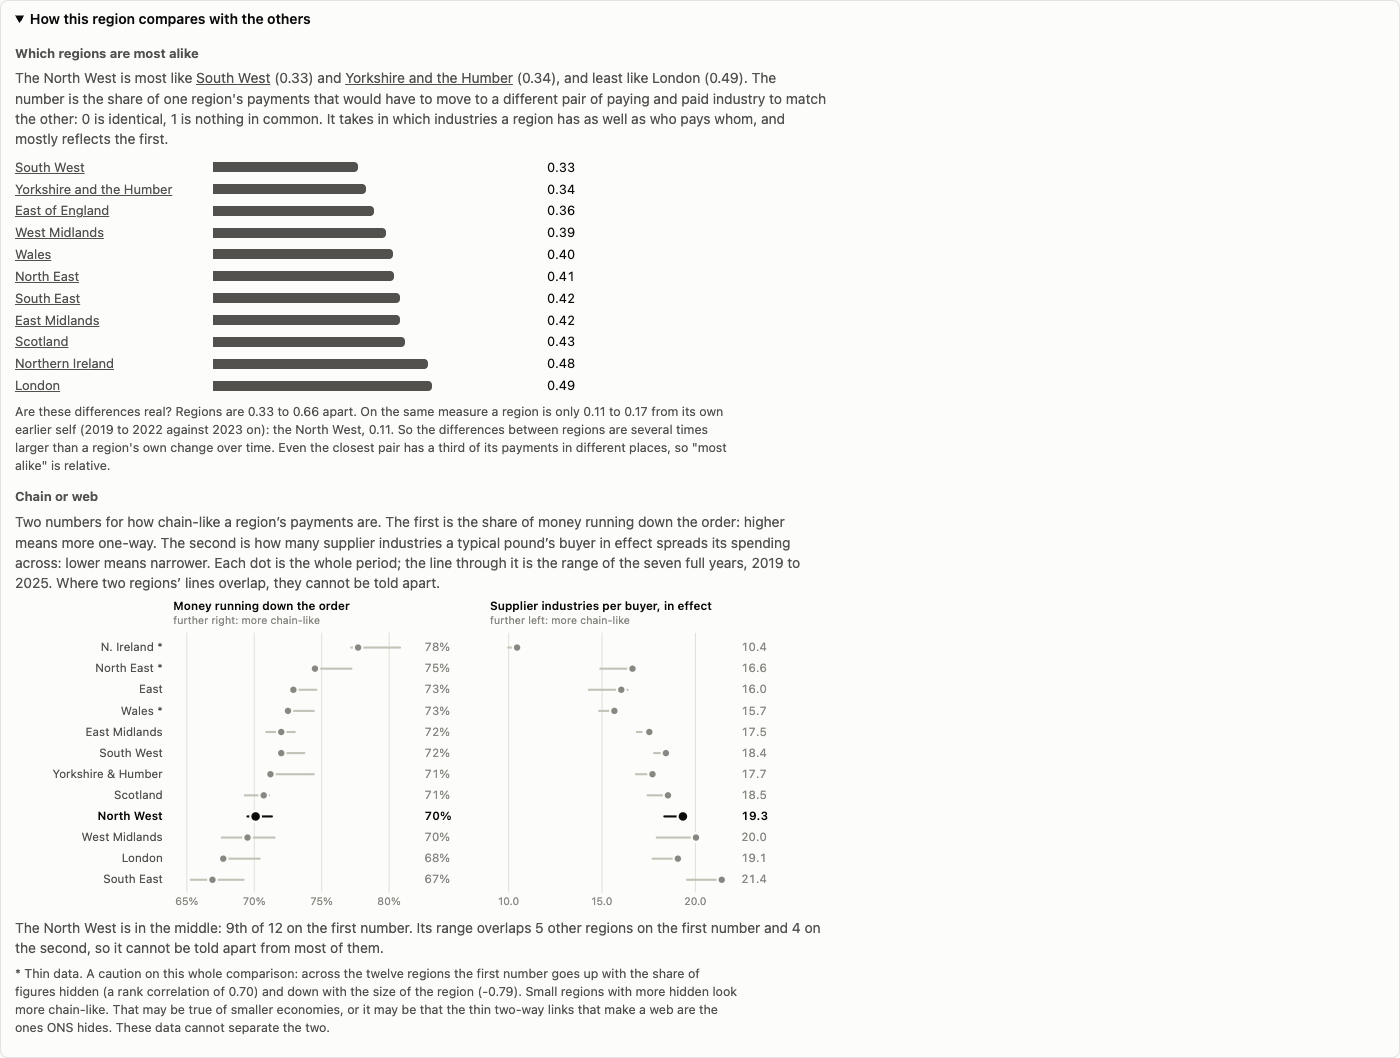 ▼ How this region compares with the others
Which regions are most alike
The North West is most like South West (0.33) and Yorkshire and the Humber (0.34), and least like London (0.49). The
number is the share of one region's payments that would have to move to a different pair of paying and paid industry to match
the other: 0 is identical, 1 is nothing in common. It takes in which industries a region has as well as who pays whom, and
mostly reflects the first.
South West 0.33
Yorkshire and the Humber 0.34
East of England 0.36
West Midlands 0.39
Wales 0.40
North East 0.41
South East 0.42
East Midlands 0.42
Scotland 0.43
Northern Ireland 0.48
London 0.49
Are these differences real? Regions are 0.33 to 0.66 apart. On the same measure a region is only 0.11 to 0.17 from its own
earlier self (2019 to 2022 against 2023 on): the North West, 0.11. So the differences between regions are several times
larger than a region's own change over time. Even the closest pair has a third of its payments in different places, so "most
alike" is relative.
Chain or web
Two numbers for how chain-like a region’s payments are. The first is the share of money running down the order: higher
means more one-way. The second is how many supplier industries a typical pound’s buyer in effect spreads its spending
across: lower means narrower. Each dot is the whole period; the line through it is the range of the seven full years, 2019 to
2025. Where two regions’ lines overlap, they cannot be told apart.
Money running down the order Supplier industries per buyer, in effect
further right: more chain-like further left: more chain-like
N. Ireland * 78% 10.4
North East * 75% 16.6
East 73% 16.0
Wales * 73% 15.7
East Midlands 72% 17.5
South West 72% 18.4
Yorkshire & Humber 71% 17.7
Scotland 71% 18.5
North West 70% 19.3
West Midlands 70% 20.0
London 68% 19.1
South East 67% 21.4
65% 70% 75% 80% 10.0 15.0 20.0
The North West is in the middle: 9th of 12 on the first number. Its range overlaps 5 other regions on the first number and 4 on
the second, so it cannot be told apart from most of them.
* Thin data. A caution on this whole comparison: across the twelve regions the first number goes up with the share of
figures hidden (a rank correlation of 0.70) and down with the size of the region (-0.79). Small regions with more hidden look
more chain-like. That may be true of smaller economies, or it may be that the thin two-way links that make a web are the
ones ONS hides. These data cannot separate the two.